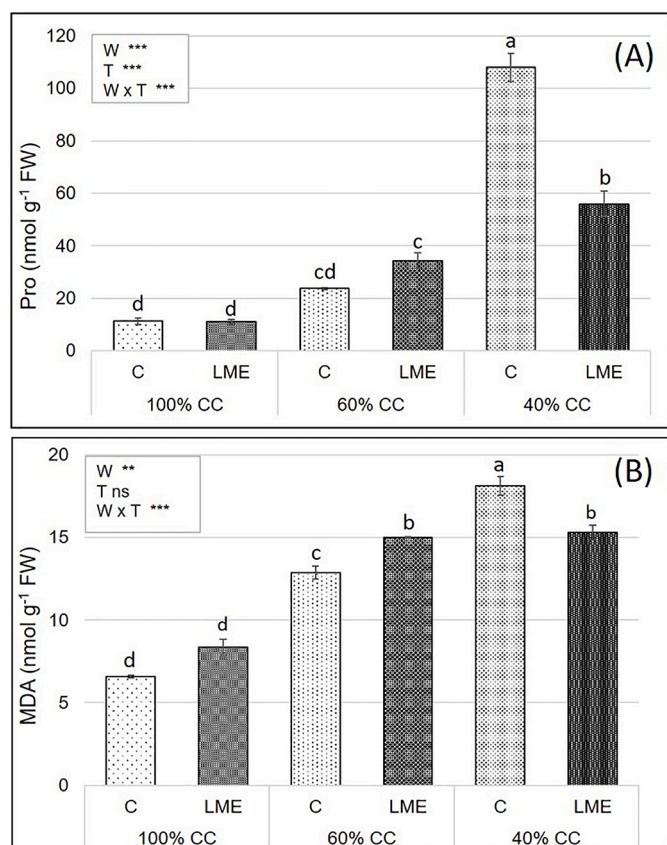 (A)
W ***
T ***
W x T ***
120
100
80
60
40
20
0
Pro (nmol g⁻¹ FW)
d d cd c a b
C LME C LME C LME
100% CC 60% CC 40% CC
(B)
W **
T ns
W x T ***
20
15
10
5
0
MDA (nmol g⁻¹ FW)
d d c b a b
C LME C LME C LME
100% CC 60% CC 40% CC